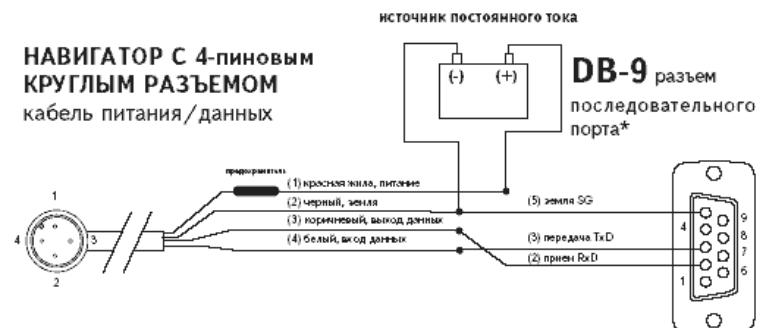 источник постоянного тока
НАВИГАТОР С 4-пиновым
КРУГЛЫМ РАЗЪЕМОМ
кабель питания/данных
(-) (+)
DB-9 разъем
последовательного
порта*
предохранитель
(1) красная жила, питание
(2) черный, земля
(3) коричневый, выход данных
(4) белый, вход данных
(5) земля SG
(3) передача TxD
(2) прием RxD
1
4 3
2
9
4
8
7
1 6